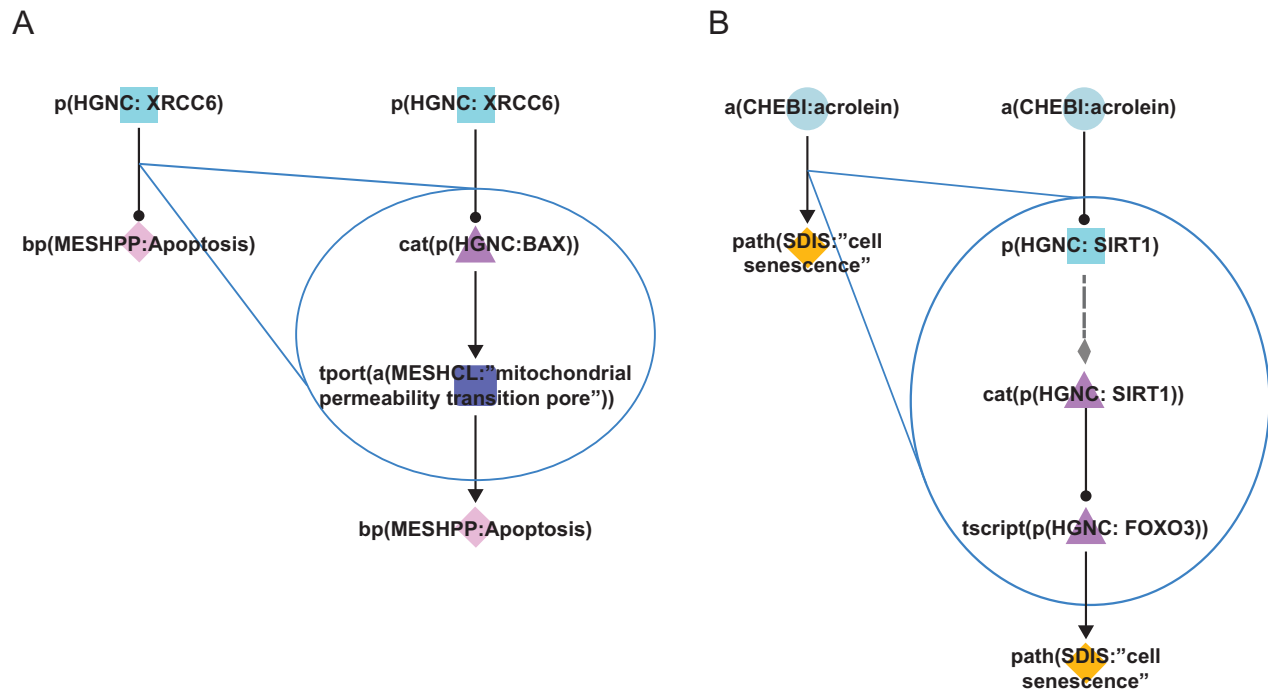 A
p(HGNC: XRCC6)
bp(MESHPP:Apoptosis)
p(HGNC: XRCC6)
cat(p(HGNC:BAX))
tport(a(MESHCL:”mitochondrial
permeability transition pore”))
bp(MESHPP:Apoptosis)
B
a(CHEBI:acrolein)
path(SDIS:”cell
senescence”
a(CHEBI:acrolein)
p(HGNC: SIRT1)
cat(p(HGNC: SIRT1))
tscript(p(HGNC: FOXO3))
path(SDIS:”cell
senescence”